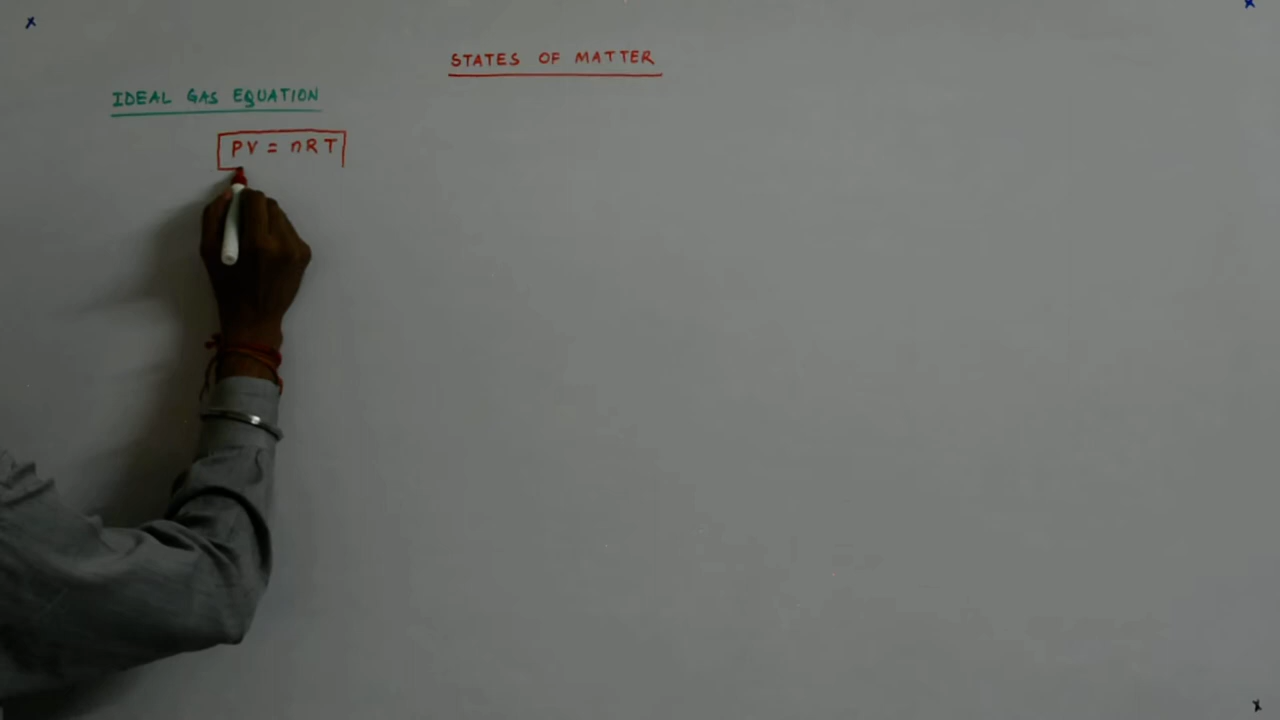 STATES OF MATTER
IDEAL GAS EQUATION
PV = nRT